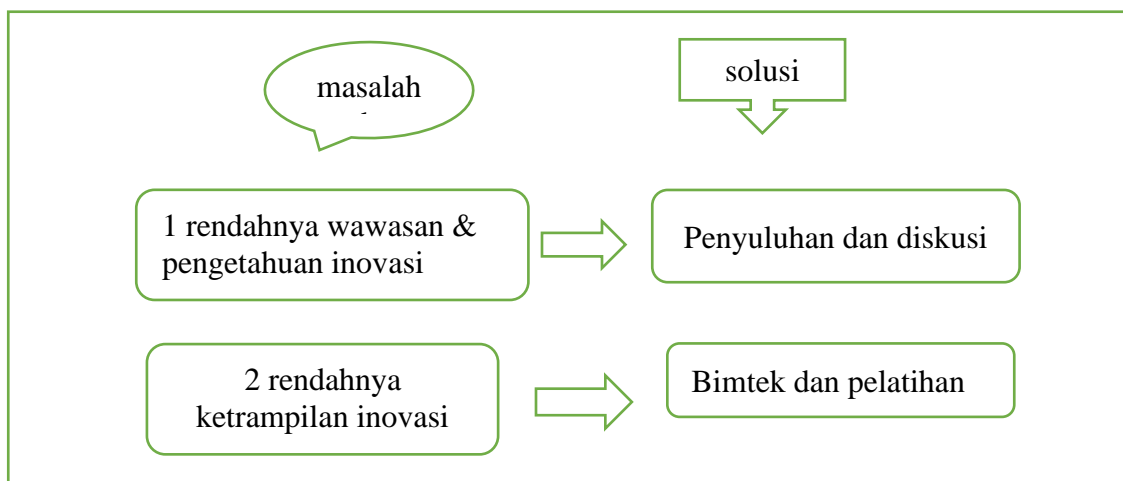 masalah
solusi
1 rendahnya wawasan &
pengetahuan inovasi
Penyuluhan dan diskusi
2 rendahnya
ketrampilan inovasi
Bimtek dan pelatihan